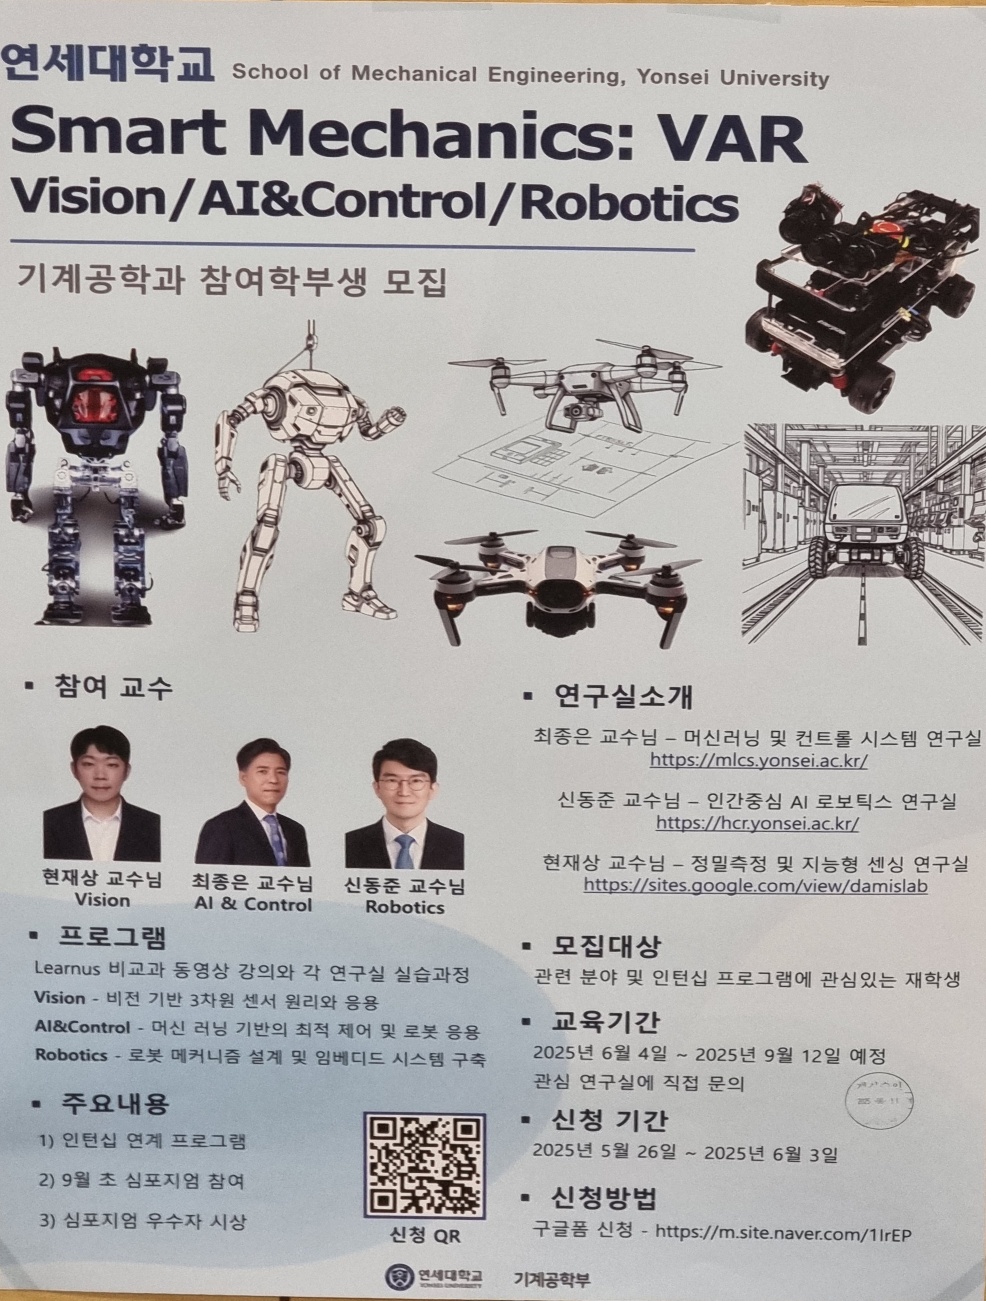 연세대학교 School of Mechanical Engineering, Yonsei University
Smart Mechanics: VAR
Vision/AI&Control/Robotics
기계공학과 참여학부생 모집
▪ 참여 교수
현재상 교수님
Vision
최종은 교수님
AI & Control
신동준 교수님
Robotics
▪ 연구실소개
최종은 교수님 – 머신러닝 및 컨트롤 시스템 연구실
https://mlcs.yonsei.ac.kr/
신동준 교수님 – 인간중심 AI 로보틱스 연구실
https://hcr.yonsei.ac.kr/
현재상 교수님 – 정밀측정 및 지능형 센싱 연구실
https://sites.google.com/view/damislab
▪ 프로그램
Learnus 비교과 동영상 강의와 각 연구실 실습과정
Vision - 비전 기반 3차원 센서 원리와 응용
AI&Control - 머신 러닝 기반의 최적 제어 및 로봇 응용
Robotics - 로봇 메커니즘 설계 및 임베디드 시스템 구축
▪ 주요내용
1) 인턴십 연계 프로그램
2) 9월 초 심포지엄 참여
3) 심포지엄 우수자 시상
신청 QR
▪ 모집대상
관련 분야 및 인턴십 프로그램에 관심있는 재학생
▪ 교육기간
2025년 6월 4일 ~ 2025년 9월 12일 예정
관심 연구실에 직접 문의
▪ 신청 기간
2025년 5월 26일 ~ 2025년 6월 3일
▪ 신청방법
구글폼 신청 - https://m.site.naver.com/1IrEP
연세대학교
YONSEI UNIVERSITY
기계공학부